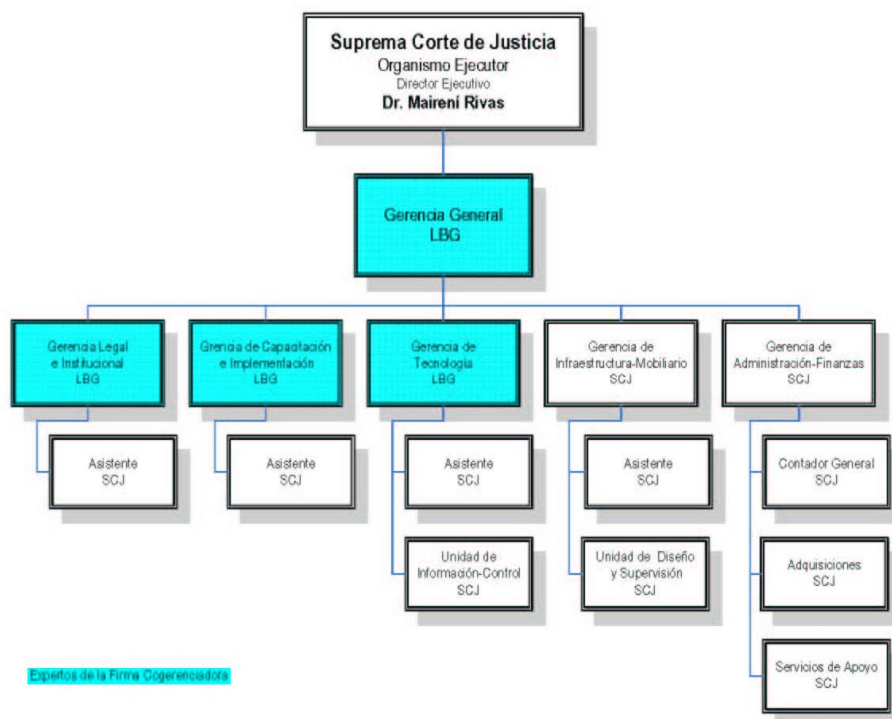 Suprema Corte de Justicia
Organismo Ejecutor
Director Ejecutivo
Dr. Mairení Rivas
Gerencia General
LBG
Gerencia Legal
e Institucional
LBG
Grencia de Capacitación
e Implementación
LBG
Gerencia de
Tecnología
LBG
Gerencia de
Infraestructura-Mobiliario
SCJ
Gerencia de
Administración-Finanzas
SCJ
Asistente
SCJ
Asistente
SCJ
Asistente
SCJ
Asistente
SCJ
Contador General
SCJ
Unidad de
Información-Control
SCJ
Unidad de Diseño
y Supervisión
SCJ
Adquisiciones
SCJ
Servicios de Apoyo
SCJ
Expertos de la Firma Cogerenciadora